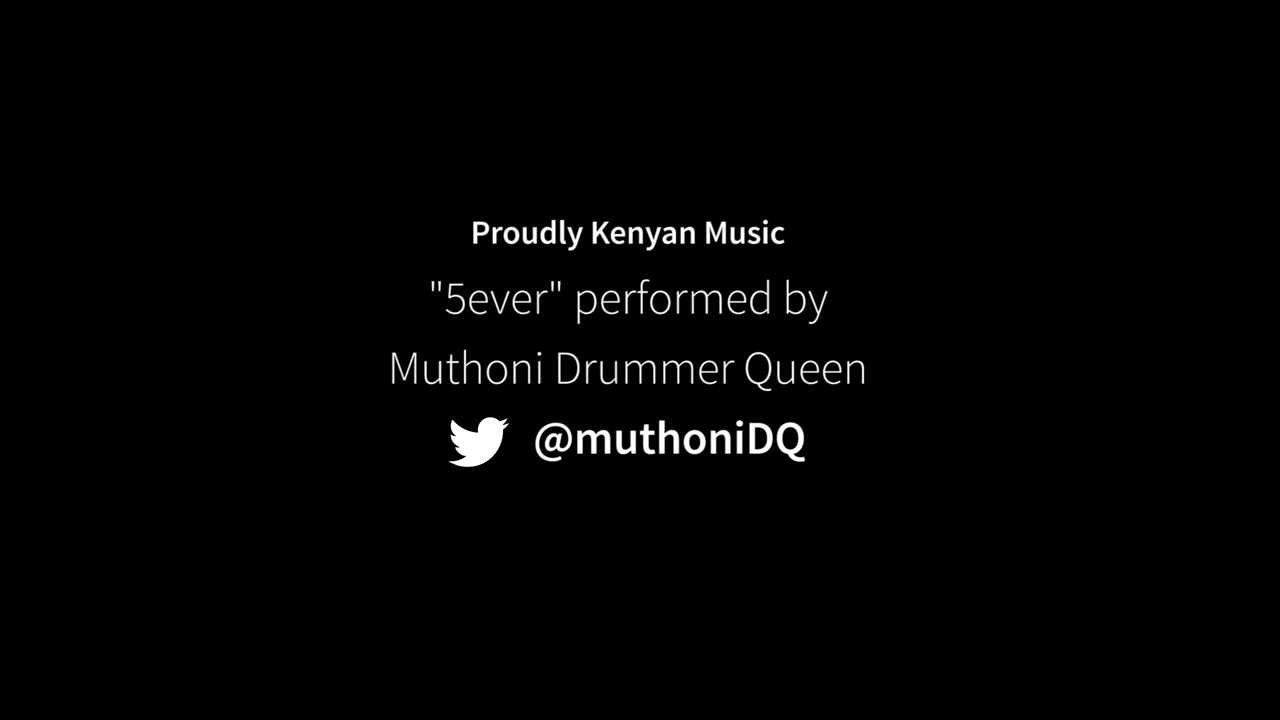 Proudly Kenyan Music
"5ever" performed by
Muthoni Drummer Queen
@muthoniDQ